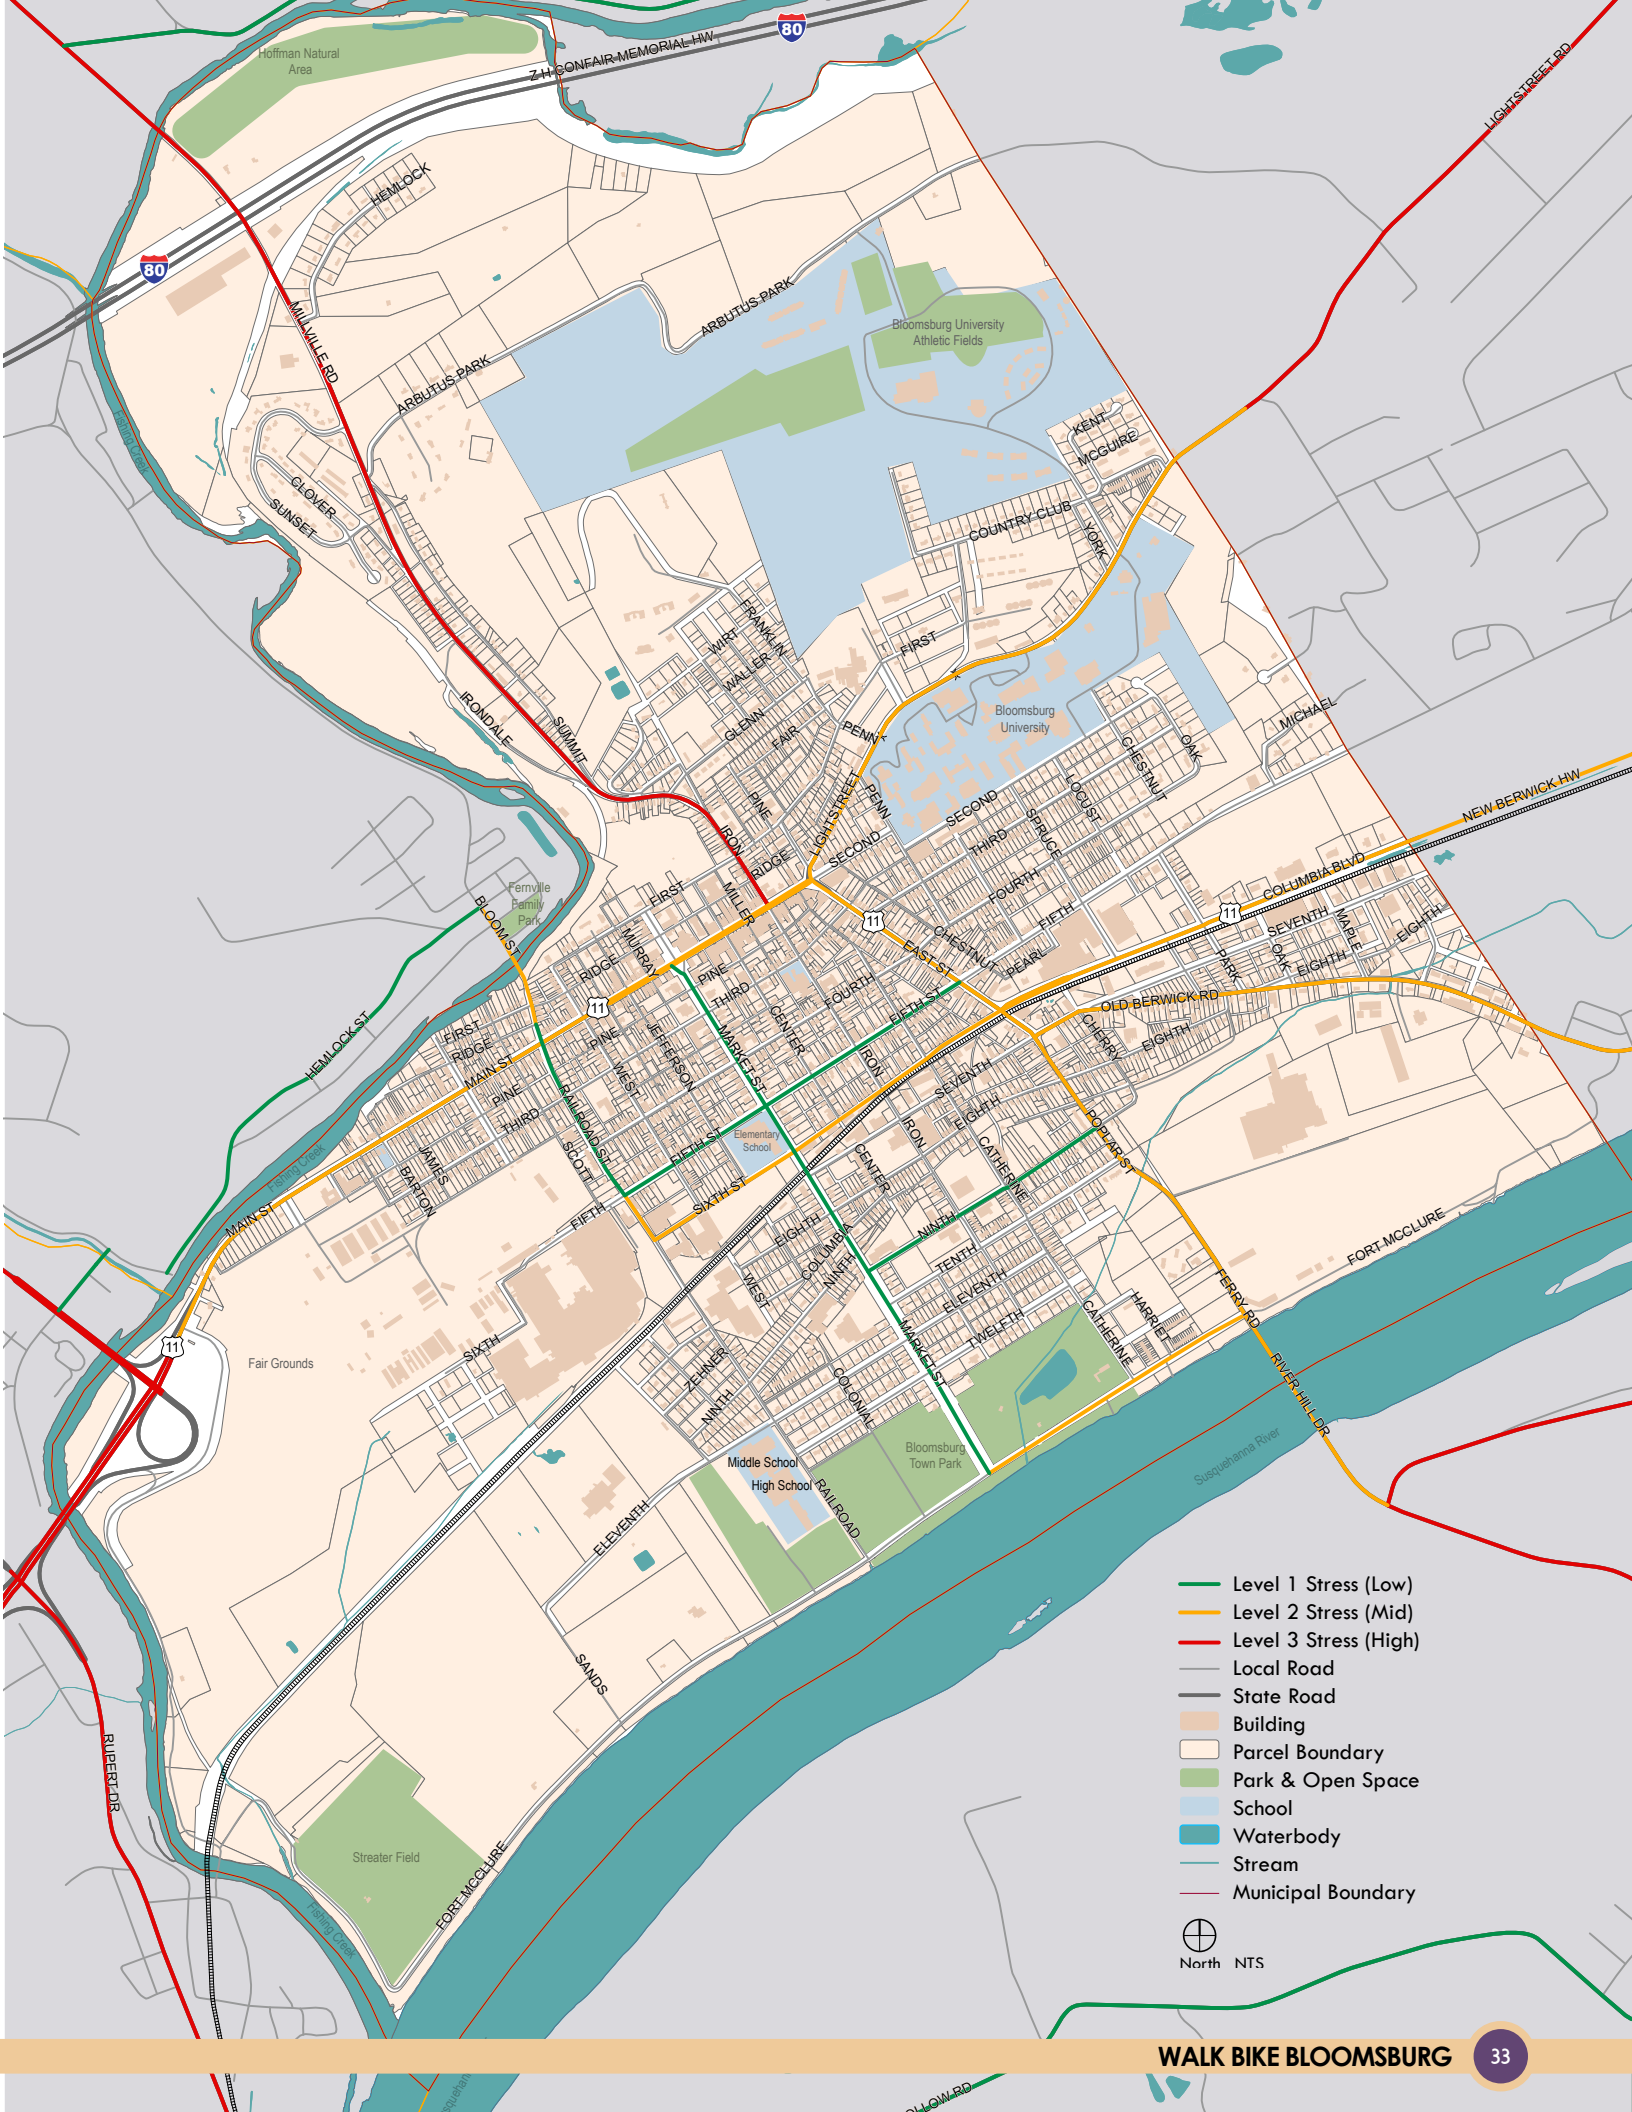 80
Z H CONFAIR MEMORIAL HW
Hoffman Natural
Area
LIGHTSTREET RD
HEMLOCK
80
MILLVILLE RD
ARBUTUS PARK
ARBUTUS PARK
Bloomsburg University
Athletic Fields
Fishing Creek
KENT
MCGUIRE
CLOVER
SUNSET
COUNTRY CLUB
YORK
FRANKLIN
WIRT
WALLER
FIRST
GLENN
FAIR
PENN
IRONDALE
SUMMIT
Bloomsburg
University
MICHAEL
OAK
CHESTNUT
LOCUST
PINE
LIGHTSTREET
PENN
SECOND
SPRUCE
THIRD
NEW BERWICK HW
IRON
RIDGE
SECOND
COLUMBIA BLVD
Fernville
Family
Park
BLOOM ST
FIRST
MILLER
FOURTH
FIFTH
11
11
CHESTNUT
EAST ST
PEARL
SEVENTH
MAPLE
EIGHTH
OAK
EIGHTH
PARK
MURRAY
RIDGE
PINE
THIRD
FOURTH
FIFTH ST
OLD BERWICK RD
11
CENTER
HEMLOCK ST
FIRST
RIDGE
MAIN ST
PINE
JEFFERSON
WEST
MARKET ST
IRON
CHERRY
EIGHTH
PINE
THIRD
RAILROAD ST
SCOTT
SEVENTH
EIGHTH
IRON
POPLAR ST
Elementary
School
FIFTH ST
SIXTH ST
CENTER
CATHERINE
JAMES
BARTON
Fishing Creek
MAIN ST
FIFTH
EIGHTH
COLUMBIA
NINTH
WEST
NINTH
TENTH
ELEVENTH
TWELFTH
FORT MCCLURE
FERRY RD
HARRIET
CATHERINE
11
Fair Grounds
SIXTH
ZEHNER
NINTH
COLONIAL
MARKET ST
RIVER HILL DR
Susquehanna River
Bloomsburg
Town Park
Middle School
High School
RAILROAD
ELEVENTH
SANDS
RUPERT DR
Streater Field
FORT MCCLURE
Fishing Creek
Level 1 Stress (Low)
Level 2 Stress (Mid)
Level 3 Stress (High)
Local Road
State Road
Building
Parcel Boundary
Park & Open Space
School
Waterbody
Stream
Municipal Boundary
North NTS
WALK BIKE BLOOMSBURG 33